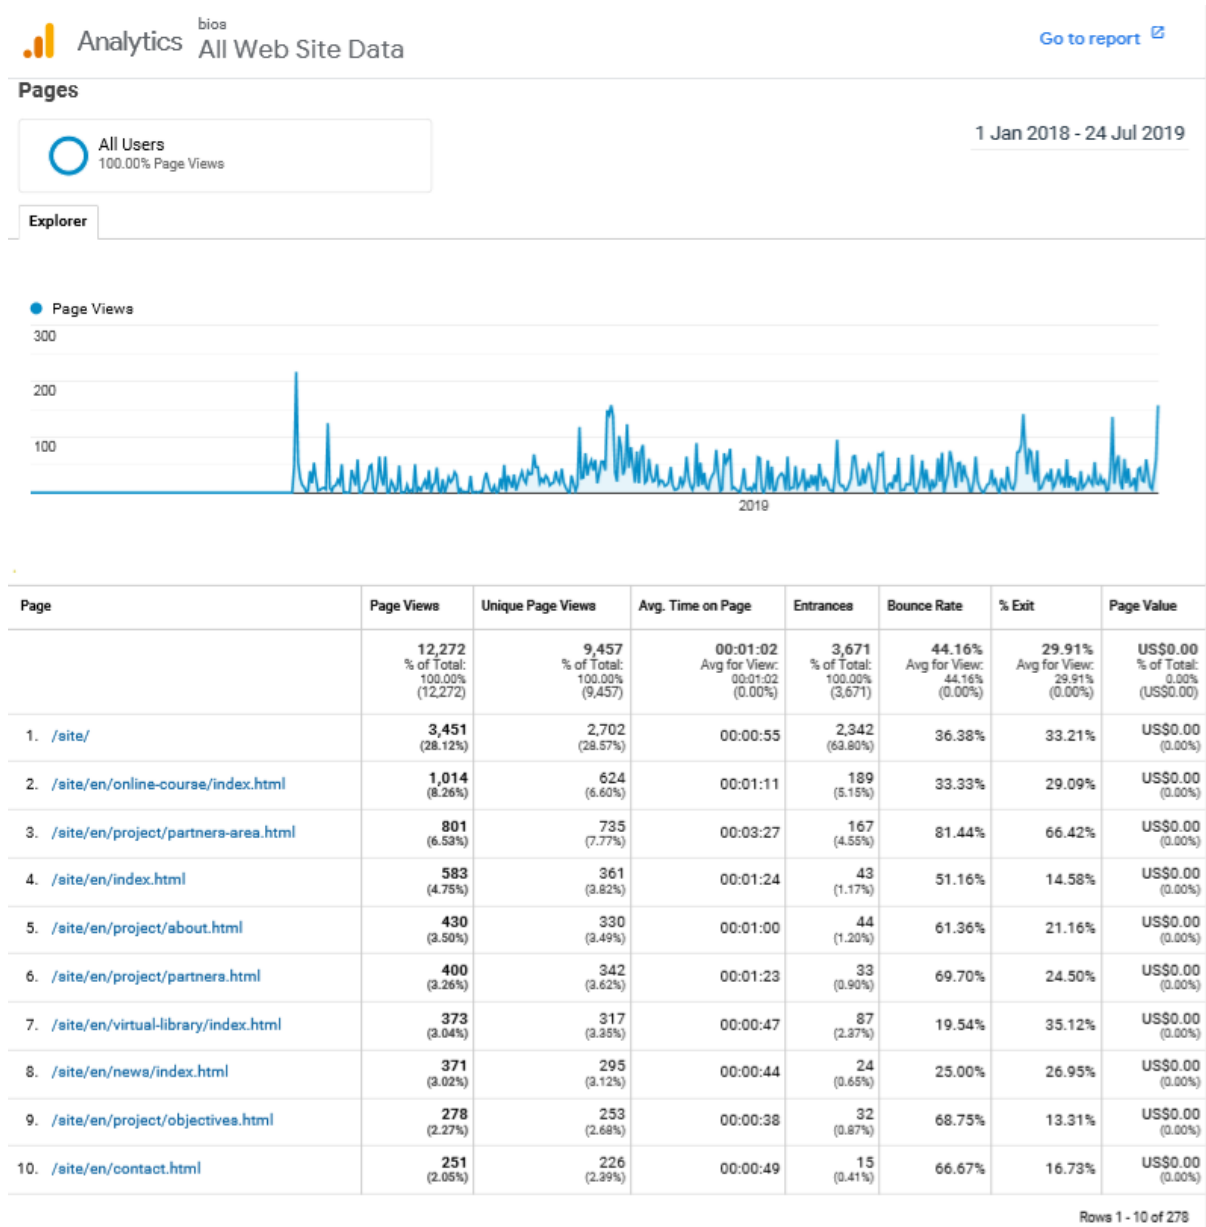 Analytics
bios
All Web Site Data
Go to report
Pages
All Users
100.00% Page Views
1 Jan 2018 - 24 Jul 2019
Explorer
Page Views
300
200
100
2019
Page Page Views Unique Page Views Avg. Time on Page Entrances Bounce Rate % Exit Page Value
12,272 9,457 00:01:02 3,671 44.16% 29.91% US$0.00
% of Total: % of Total: Avg for View: % of Total: Avg for View: Avg for View: % of Total:
100.00% 100.00% 00:01:02 100.00% 44.16% 29.91% 0.00%
(12,272) (9,457) (0.00%) (3,671) (0.00%) (0.00%) (US$0.00)
1. /site/ 3,451 2,702 00:00:55 2,342 36.38% 33.21% US$0.00
(28.12%) (28.57%) (63.80%) (0.00%)
2. /site/en/online-course/index.html 1,014 624 00:01:11 189 33.33% 29.09% US$0.00
(8.26%) (6.60%) (5.15%) (0.00%)
3. /site/en/project/partners-area.html 801 735 00:03:27 167 81.44% 66.42% US$0.00
(6.53%) (7.77%) (4.55%) (0.00%)
4. /site/en/index.html 583 361 00:01:24 43 51.16% 14.58% US$0.00
(4.75%) (3.82%) (1.17%) (0.00%)
5. /site/en/project/about.html 430 330 00:01:00 44 61.36% 21.16% US$0.00
(3.50%) (3.49%) (1.20%) (0.00%)
6. /site/en/project/partners.html 400 342 00:01:23 33 69.70% 24.50% US$0.00
(3.26%) (3.62%) (0.90%) (0.00%)
7. /site/en/virtual-library/index.html 373 317 00:00:47 87 19.54% 35.12% US$0.00
(3.04%) (3.35%) (2.37%) (0.00%)
8. /site/en/news/index.html 371 295 00:00:44 24 25.00% 26.95% US$0.00
(3.02%) (3.12%) (0.65%) (0.00%)
9. /site/en/project/objectives.html 278 253 00:00:38 32 68.75% 13.31% US$0.00
(2.27%) (2.68%) (0.87%) (0.00%)
10. /site/en/contact.html 251 226 00:00:49 15 66.67% 16.73% US$0.00
(2.05%) (2.39%) (0.41%) (0.00%)
Rows 1 - 10 of 278